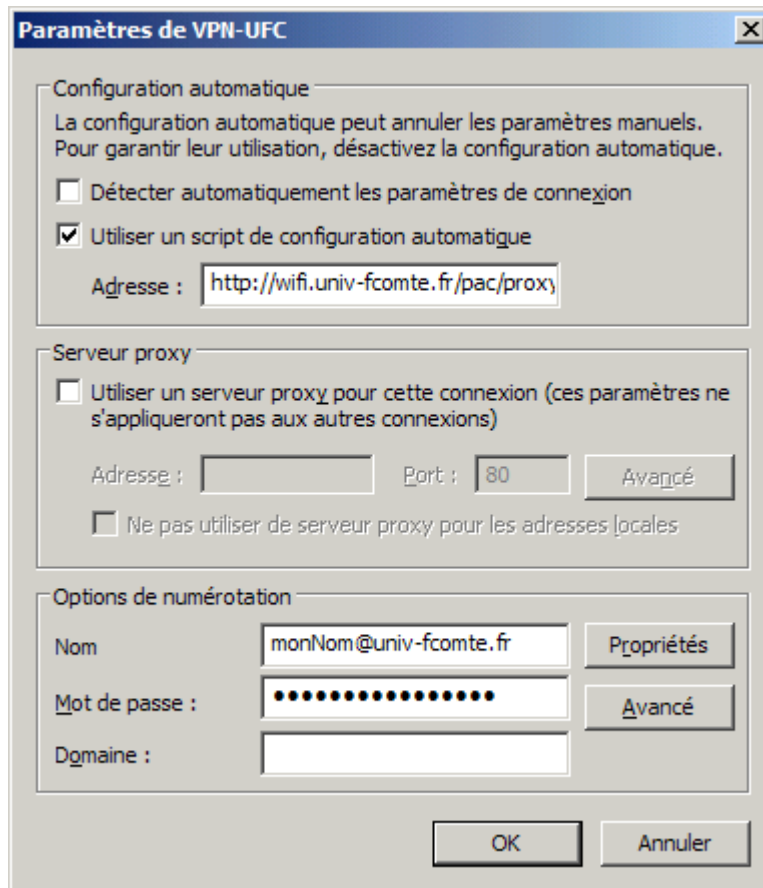 Paramètres de VPN-UFC
Configuration automatique
La configuration automatique peut annuler les paramètres manuels.
Pour garantir leur utilisation, désactivez la configuration automatique.
Détecter automatiquement les paramètres de connexion
Utiliser un script de configuration automatique
Adresse : http://wifi.univ-fcomte.fr/pac/proxy
Serveur proxy
Utiliser un serveur proxy pour cette connexion (ces paramètres ne
s'appliqueront pas aux autres connexions)
Adresse : Port : 80 Avancé
Ne pas utiliser de serveur proxy pour les adresses locales
Options de numérotation
Nom monNom@univ-fcomte.fr Propriétés
Mot de passe : •••••••••••••••• Avancé
Domaine :
OK Annuler